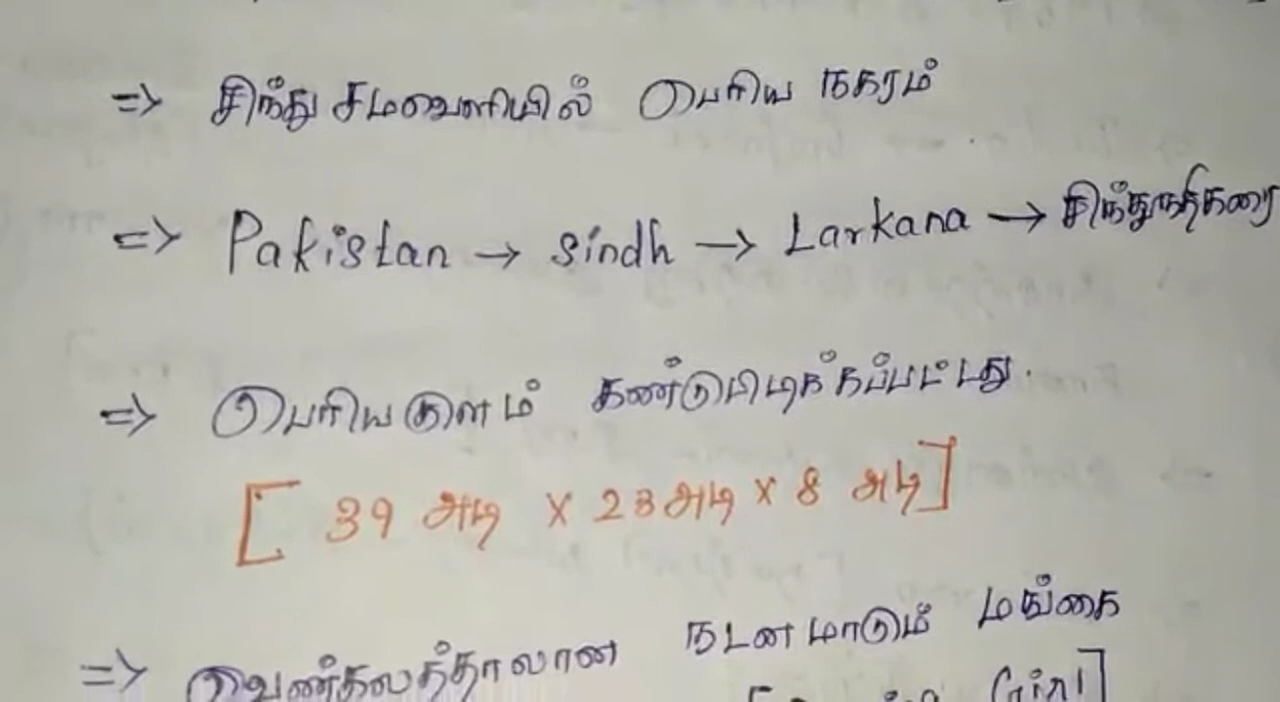 => சிந்து சமவெளியில் பெரிய நகரம்
=> Pakistan → sindh → Larkana → சிந்துநதிகரை
=> பெரியகுளம் கண்டுபிடிக்கப்பட்டது.
[ 39 அடி x 23 அடி x 8 அடி ]
=> வெண்கலத்தாலான நடனமாடும் மங்கை